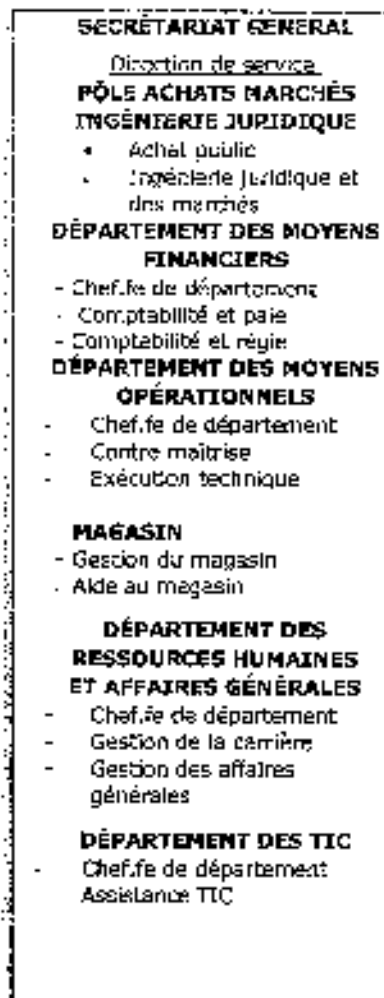 SECRÉTARIAT GENERAL
Direction de service
PÔLE ACHATS MARCHÉS
INGÉNIERIE JURIDIQUE
• Achat public
- Ingénierie juridique et
des marchés
DÉPARTEMENT DES MOYENS
FINANCIERS
- Chef.fe de département
- Comptabilité et paie
- Comptabilité et régie
DÉPARTEMENT DES MOYENS
OPÉRATIONNELS
- Chef.fe de département
- Contre maîtrise
- Exécution technique
MAGASIN
- Gestion du magasin
- Aide au magasin
DÉPARTEMENT DES
RESSOURCES HUMAINES
ET AFFAIRES GÉNÉRALES
- Chef.fe de département
- Gestion de la carrière
- Gestion des affaires
générales
DÉPARTEMENT DES TIC
- Chef.fe de département
Assistance TIC